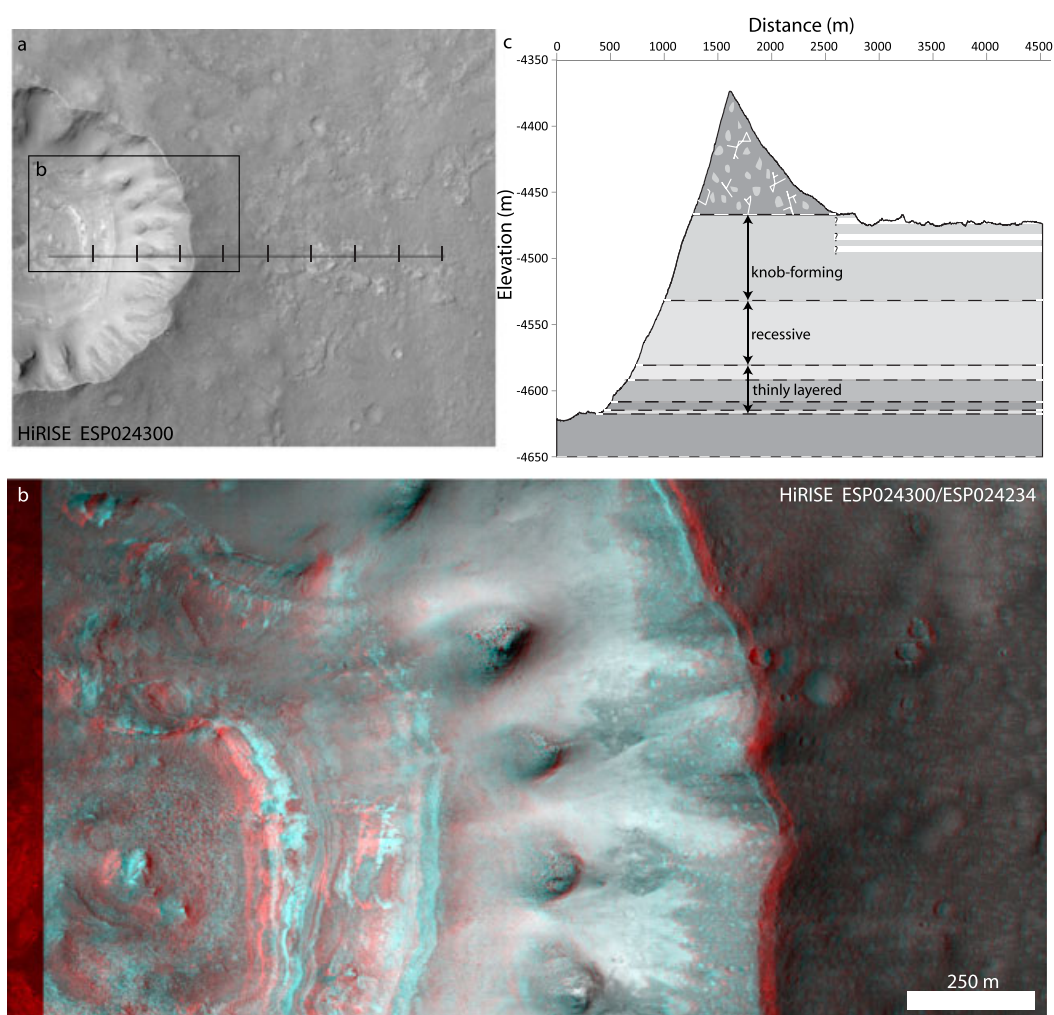 a
b
HiRISE ESP024300
c
Distance (m)
0 500 1000 1500 2000 2500 3000 3500 4000 4500
Elevation (m)
-4350
-4400
-4450
-4500
-4550
-4600
-4650
knob-forming
recessive
thinly layered
? ?
b
HiRISE ESP024300/ESP024234
250 m